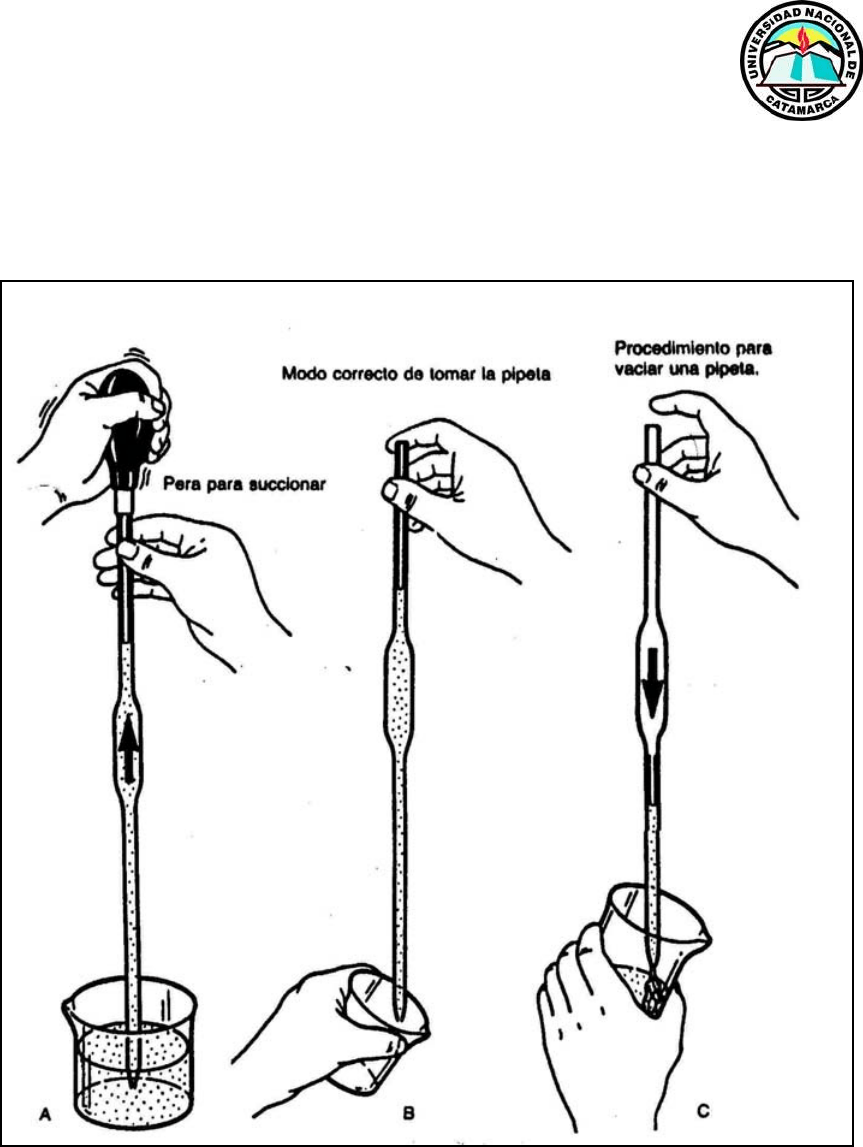 UNIVERSIDAD NACIONAL DE
CATAMARCA
Procedimiento para
vaciar una pipeta.
Modo correcto de tomar la pipeta
Pera para succionar
A
B
C